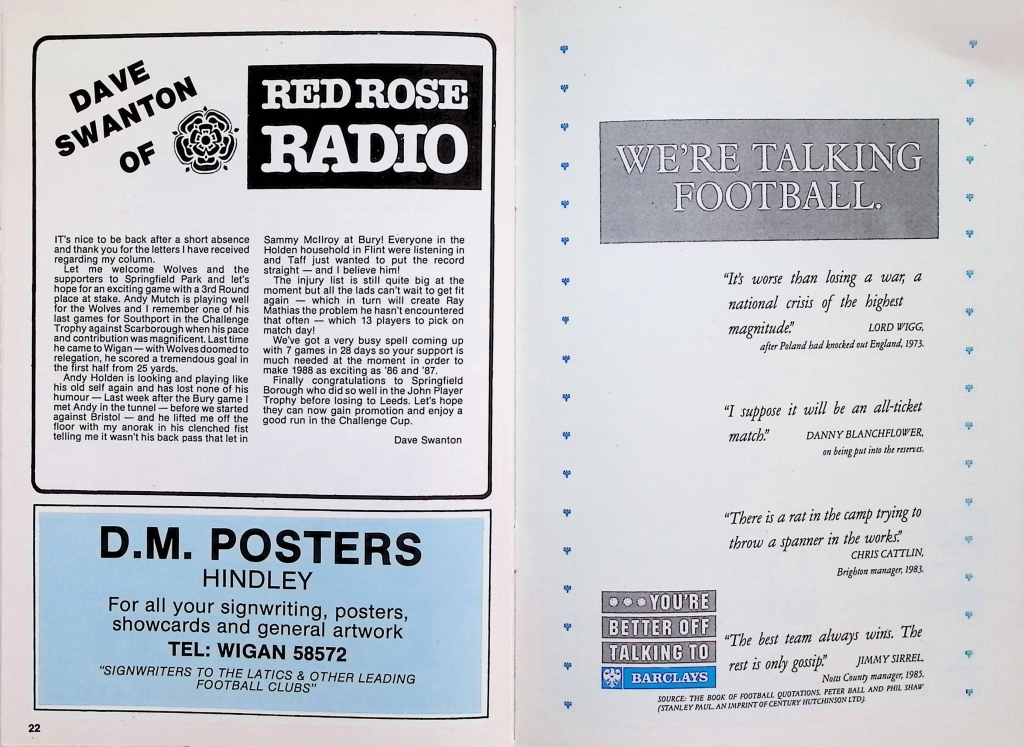 DAVE
SWANTON
OF
RED ROSE
RADIO
IT's nice to be back after a short absence
and thank you for the letters I have received
regarding my column.
Let me welcome Wolves and the
supporters to Springfield Park and let's
hope for an exciting game with a 3rd Round
place at stake. Andy Mutch is playing well
for the Wolves and I remember one of his
last games for Southport in the Challenge
Trophy against Scarborough when his pace
and contribution was magnificent. Last time
he came to Wigan — with Wolves doomed to
relegation, he scored a tremendous goal in
the first half from 25 yards.
Andy Holden is looking and playing like
his old self again and has lost none of his
humour — Last week after the Bury game I
met Andy in the tunnel — before we started
against Bristol — and he lifted me off the
floor with my anorak in his clenched fist
telling me it wasn't his back pass that let in
Sammy McIlroy at Bury! Everyone in the
Holden household in Flint were listening in
and Taff just wanted to put the record
straight — and I believe him!
The injury list is still quite big at the
moment but all the lads can't wait to get fit
again — which in turn will create Ray
Mathias the problem he hasn't encountered
that often — which 13 players to pick on
match day!
We've got a very busy spell coming up
with 7 games in 28 days so your support is
much needed at the moment in order to
make 1988 as exciting as '86 and '87.
Finally congratulations to Springfield
Borough who did so well in the John Player
Trophy before losing to Leeds. Let's hope
they can now gain promotion and enjoy a
good run in the Challenge Cup.
Dave Swanton
D.M. POSTERS
HINDLEY
For all your signwriting, posters,
showcards and general artwork
TEL: WIGAN 58572
"SIGNWRITERS TO THE LATICS & OTHER LEADING
FOOTBALL CLUBS"
22
WE'RE TALKING
FOOTBALL.
"It's worse than losing a war, a
national crisis of the highest
magnitude." LORD WIGG,
after Poland had knocked out England, 1973.
"I suppose it will be an all-ticket
match." DANNY BLANCHFLOWER,
on being put into the reserves.
"There is a rat in the camp trying to
throw a spanner in the works."
CHRIS CATTLIN,
Brighton manager, 1983.
"The best team always wins. The
rest is only gossip." JIMMY SIRREL,
Notts County manager, 1985.
...YOU'RE
BETTER OFF
TALKING TO
BARCLAYS
SOURCE: THE BOOK OF FOOTBALL QUOTATIONS, PETER BALL AND PHIL SHAW
(STANLEY PAUL, AN IMPRINT OF CENTURY HUTCHINSON LTD).